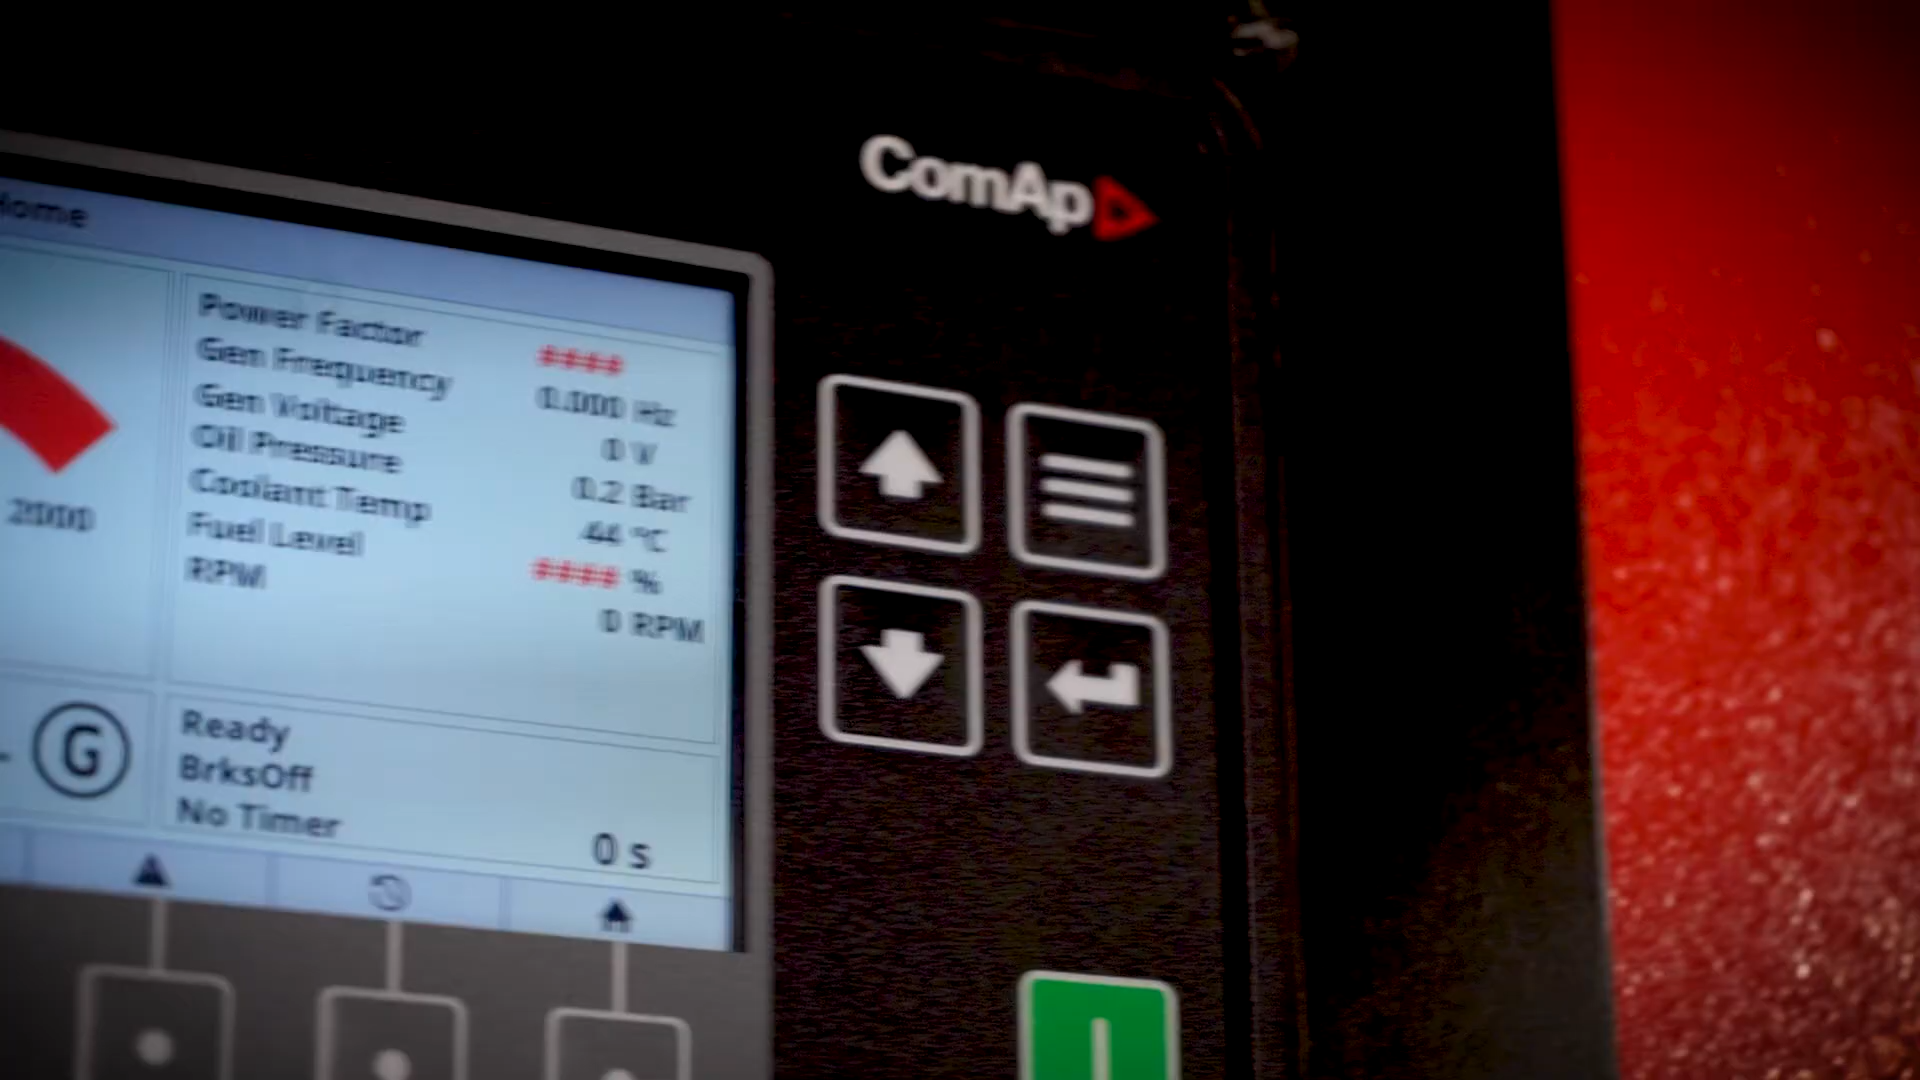 ComAp
Home
Power Factor ####
Gen Frequency 0.000 Hz
Gen Voltage 0 V
Oil Pressure 0.2 Bar
Coolant Temp 44 °C
Fuel Level #### %
RPM 0 RPM
2000
G
Ready
BrksOff
No Timer 0 s